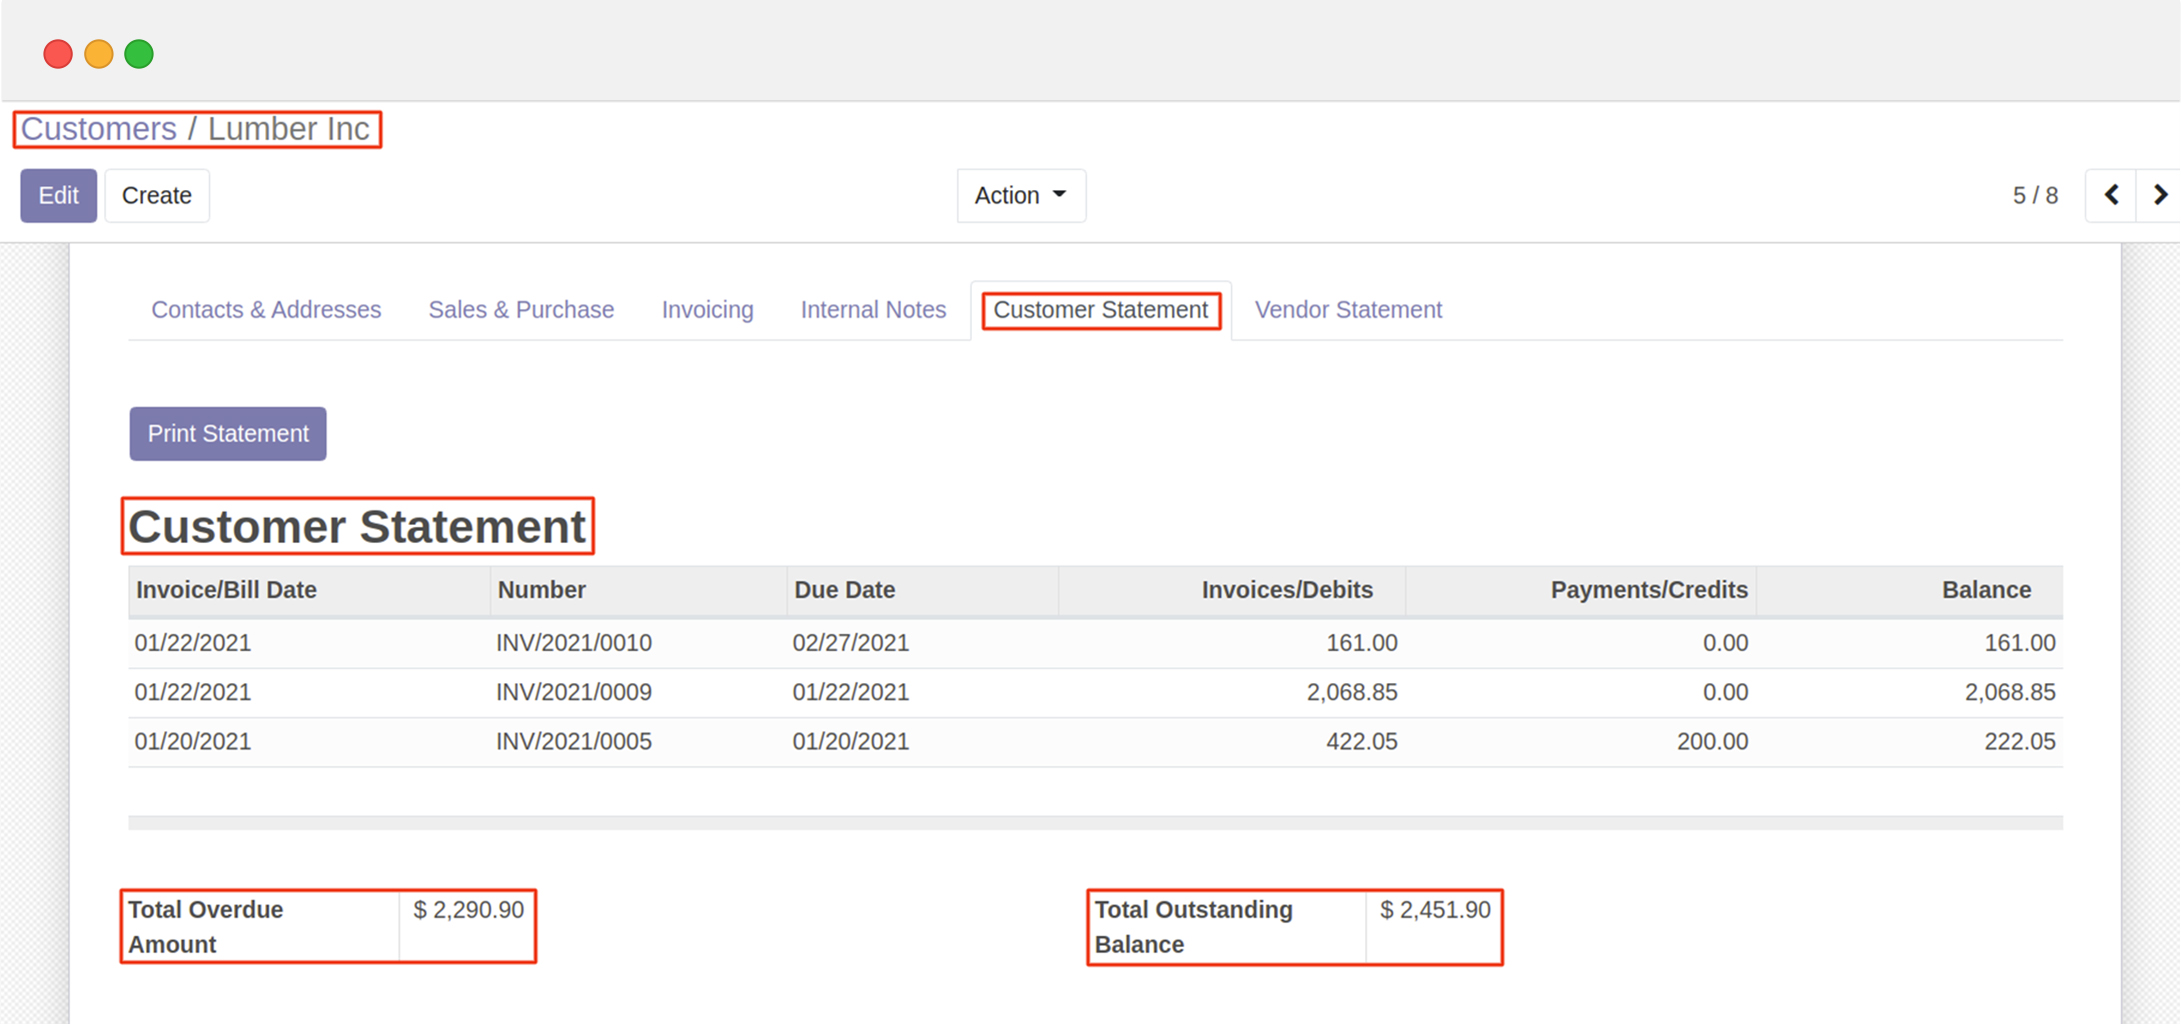 Customers / Lumber Inc
Edit Create Action 5 / 8
Contacts & Addresses Sales & Purchase Invoicing Internal Notes Customer Statement Vendor Statement
Print Statement
Customer Statement
Invoice/Bill Date Number Due Date Invoices/Debits Payments/Credits Balance
01/22/2021 INV/2021/0010 02/27/2021 161.00 0.00 161.00
01/22/2021 INV/2021/0009 01/22/2021 2,068.85 0.00 2,068.85
01/20/2021 INV/2021/0005 01/20/2021 422.05 200.00 222.05
Total Overdue Amount $ 2,290.90
Total Outstanding Balance $ 2,451.90